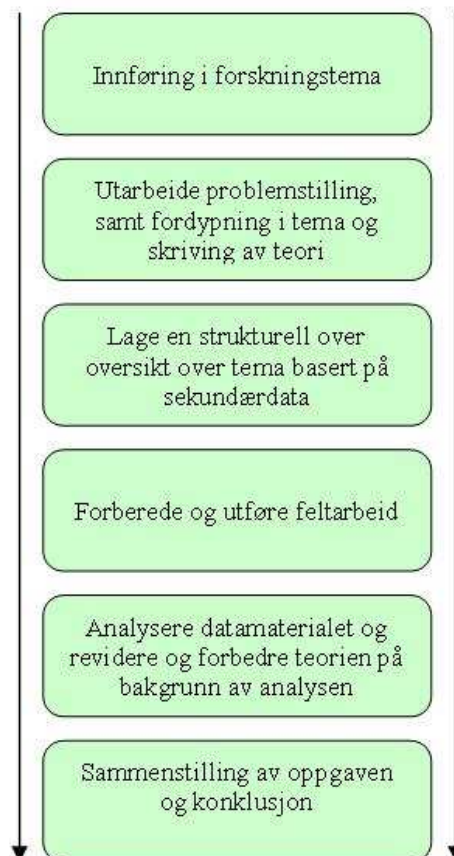 Innføring i forskningstema
Utarbeide problemstilling,
samt fordypning i tema og
skriving av teori
Lage en strukturell over
oversikt over tema basert på
sekundærdata
Forberede og utføre feltarbeid
Analysere datamaterialet og
revidere og forbedre teorien på
bakgrunn av analysen
Sammenstilling av oppgaven
og konklusjon